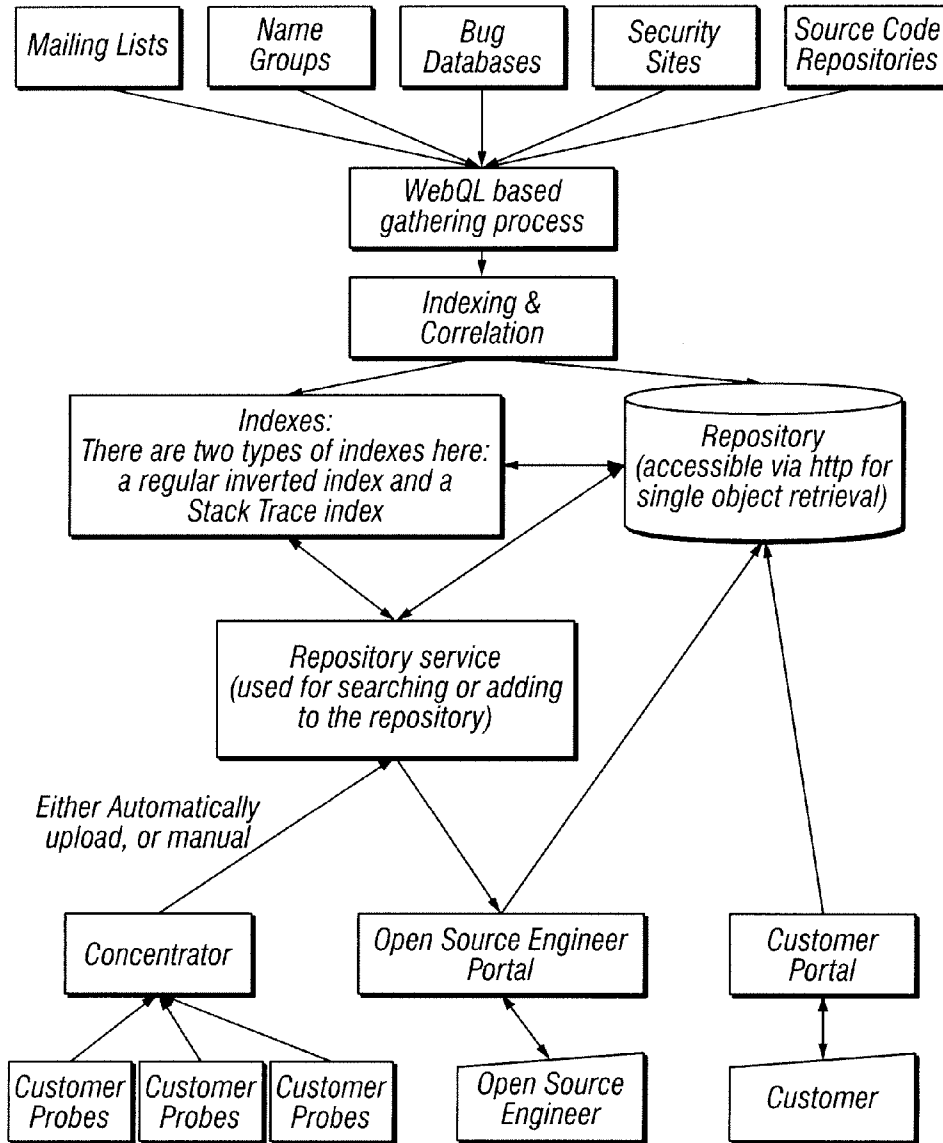 Mailing Lists
Name
Groups
Bug
Databases
Security
Sites
Source Code
Repositories
WebQL based
gathering process
Indexing &
Correlation
Indexes:
There are two types of indexes here:
a regular inverted index and a
Stack Trace index
Repository
(accessible via http for
single object retrieval)
Repository service
(used for searching or adding
to the repository)
Either Automatically
upload, or manual
Concentrator
Open Source Engineer
Portal
Customer
Portal
Customer
Probes
Customer
Probes
Customer
Probes
Open Source
Engineer
Customer